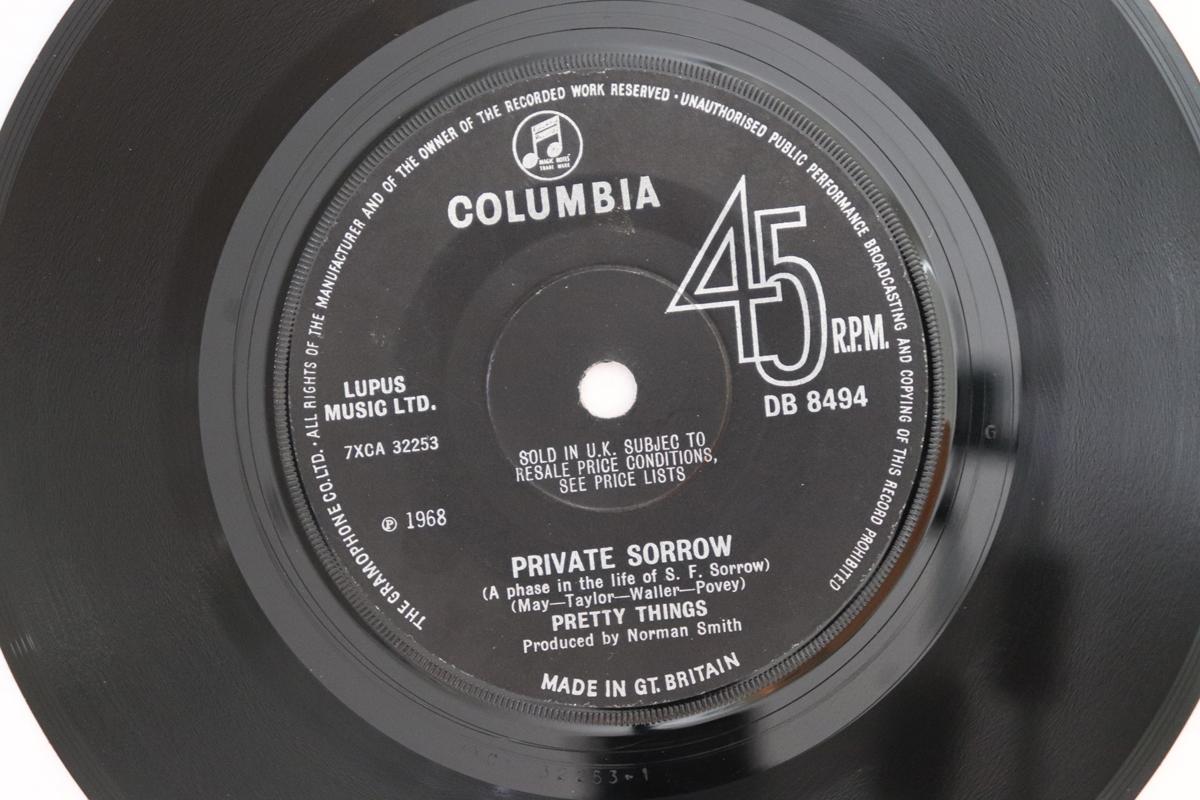 THE GRAMOPHONE CO. LTD. · ALL RIGHTS OF THE MANUFACTURER AND OF THE OWNER OF THE RECORDED WORK RESERVED · UNAUTHORISED PUBLIC PERFORMANCE BROADCASTING AND COPYING OF THIS RECORD PROHIBITED
MAGIC NOTES
TRADE MARK
COLUMBIA
45
R.P.M.
DB 8494
LUPUS
MUSIC LTD.
7XCA 32253
SOLD IN U.K. SUBJEC TO
RESALE PRICE CONDITIONS,
SEE PRICE LISTS
℗ 1968
PRIVATE SORROW
(A phase in the life of S. F. Sorrow)
(May—Taylor—Waller—Povey)
PRETTY THINGS
Produced by Norman Smith
MADE IN GT. BRITAIN
G